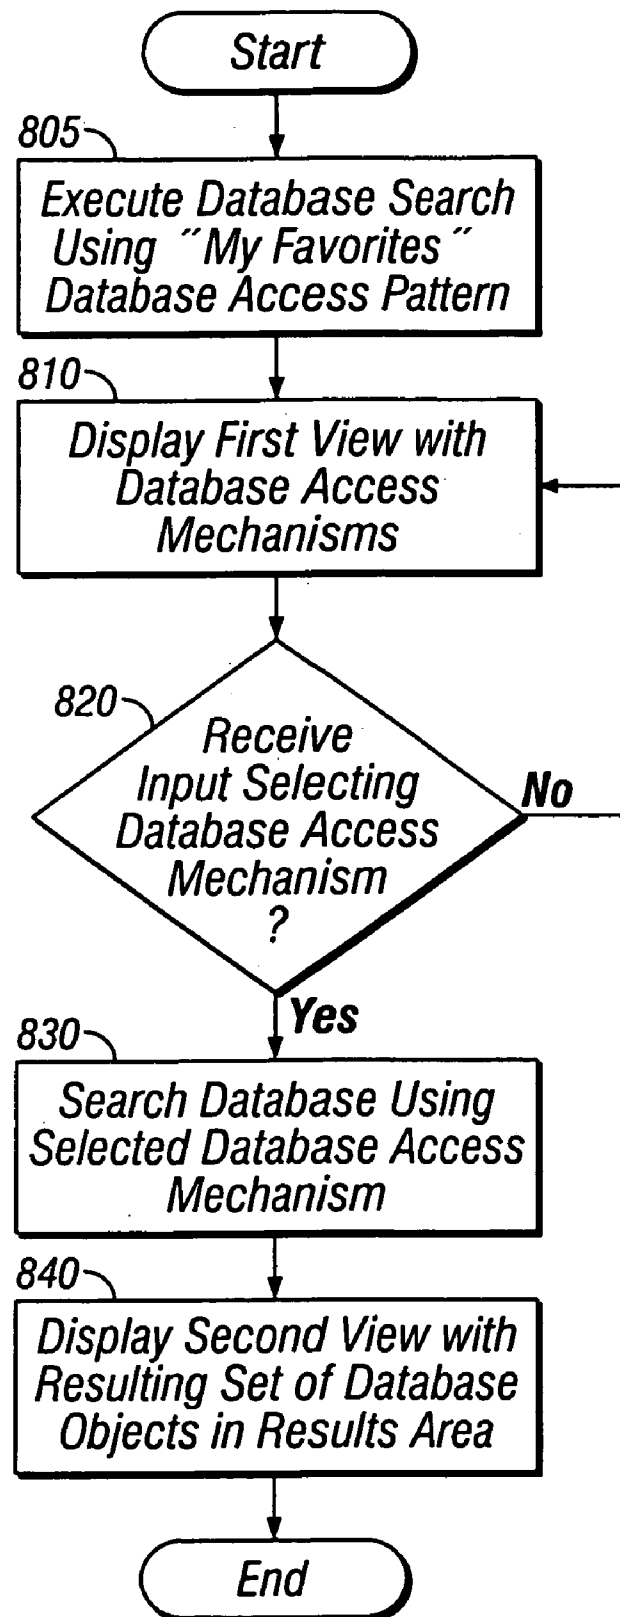 Start
805
Execute Database Search
Using "My Favorites"
Database Access Pattern
810
Display First View with
Database Access
Mechanisms
820
Receive
Input Selecting
Database Access
Mechanism
?
No
Yes
830
Search Database Using
Selected Database Access
Mechanism
840
Display Second View with
Resulting Set of Database
Objects in Results Area
End